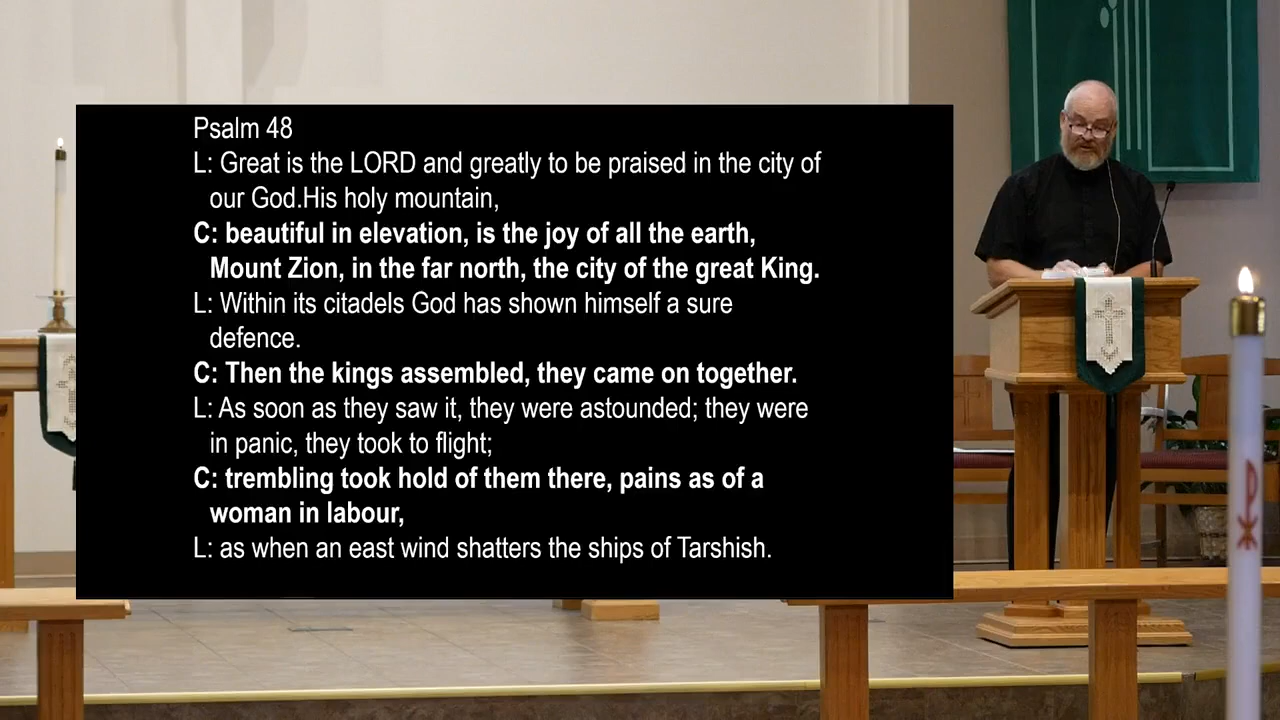 Psalm 48
L: Great is the LORD and greatly to be praised in the city of
our God.His holy mountain,
C: beautiful in elevation, is the joy of all the earth,
Mount Zion, in the far north, the city of the great King.
L: Within its citadels God has shown himself a sure
defence.
C: Then the kings assembled, they came on together.
L: As soon as they saw it, they were astounded; they were
in panic, they took to flight;
C: trembling took hold of them there, pains as of a
woman in labour,
L: as when an east wind shatters the ships of Tarshish.